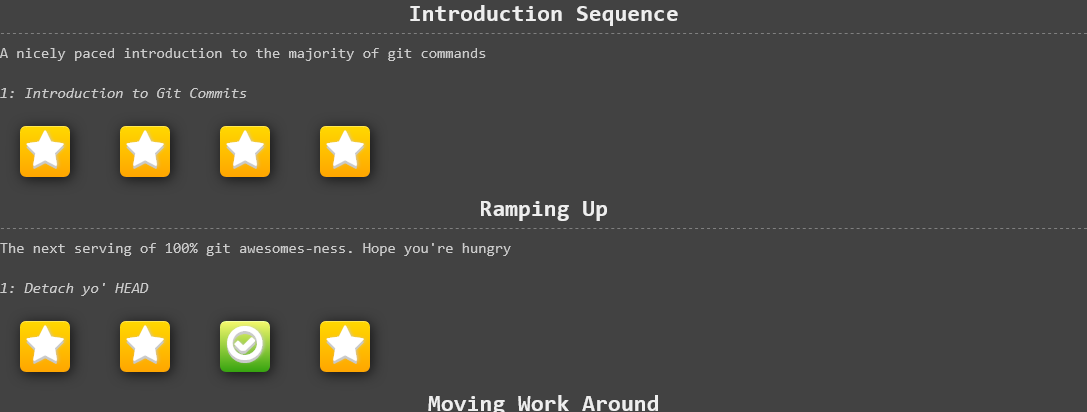 Introduction Sequence
A nicely paced introduction to the majority of git commands
1: Introduction to Git Commits
Ramping Up
The next serving of 100% git awesomes-ness. Hope you're hungry
1: Detach yo' HEAD
Moving Work Around